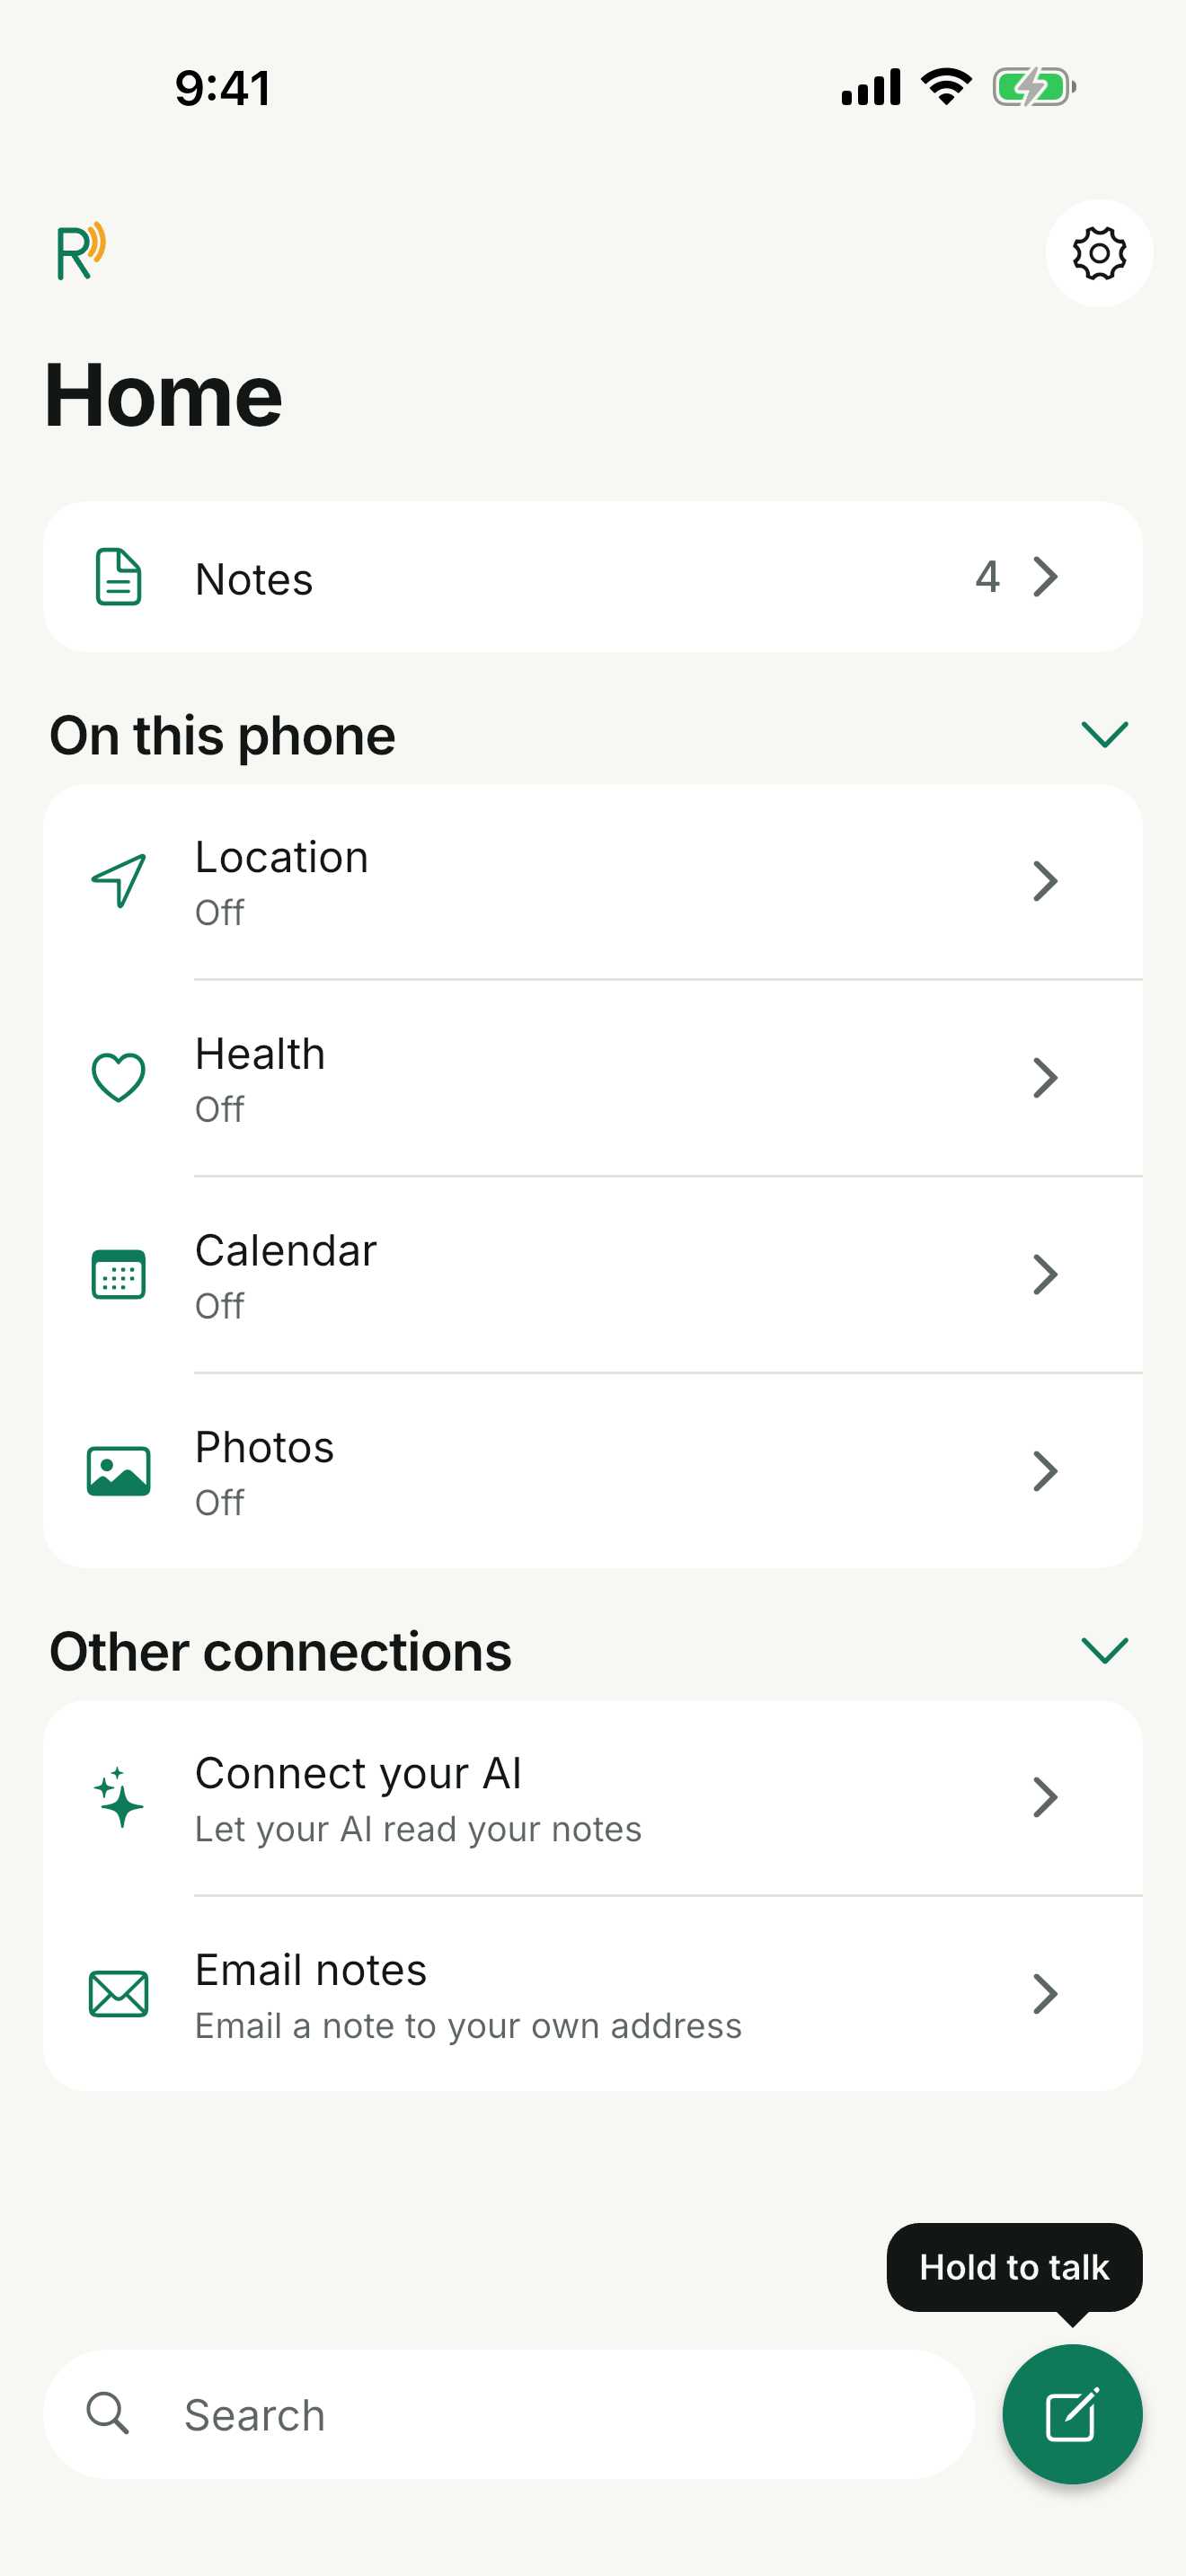 9:41
R
Home
Notes
4
On this phone
Location
Off
Health
Off
Calendar
Off
Photos
Off
Other connections
Connect your AI
Let your AI read your notes
Email notes
Email a note to your own address
Hold to talk
Search